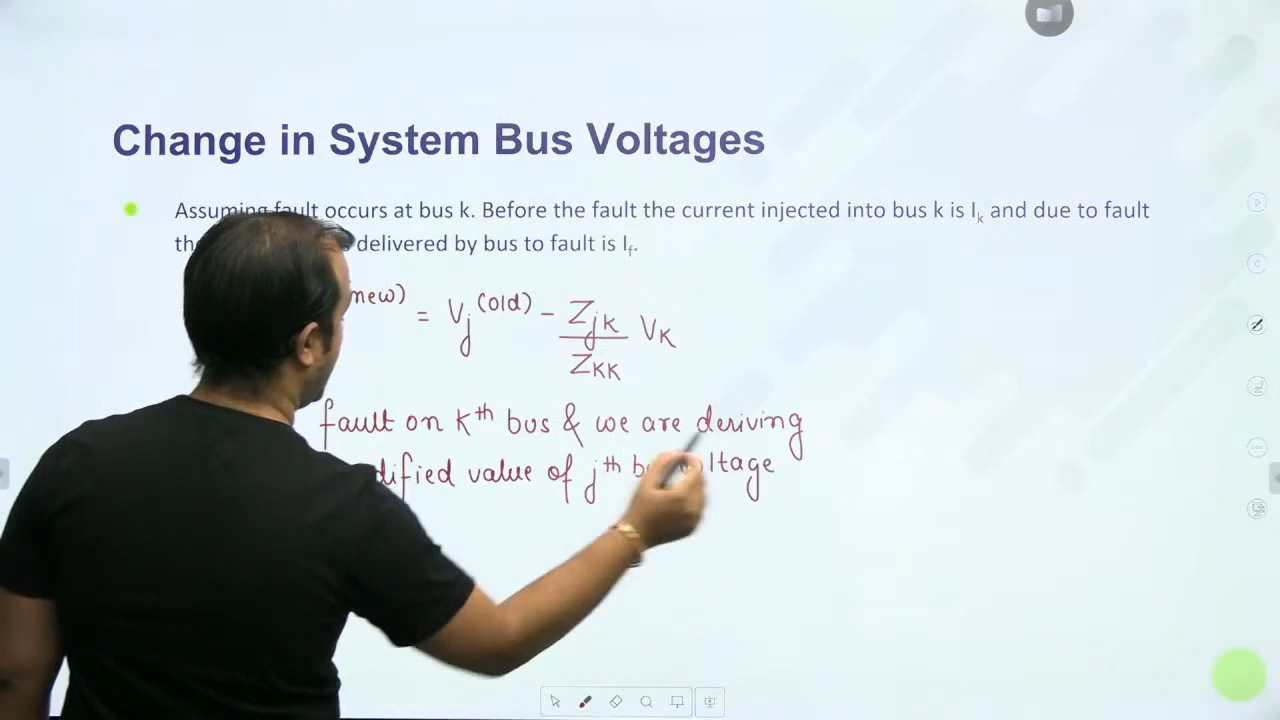 Change in System Bus Voltages
Assuming fault occurs at bus k. Before the fault the current injected into bus k is Iₖ and due to fault
delivered by bus to fault is I_f.
new) = Vⱼ^(old) - Zⱼₖ/Zₖₖ Vₖ
fault on kᵗʰ bus & we are deriving
value of jᵗʰ